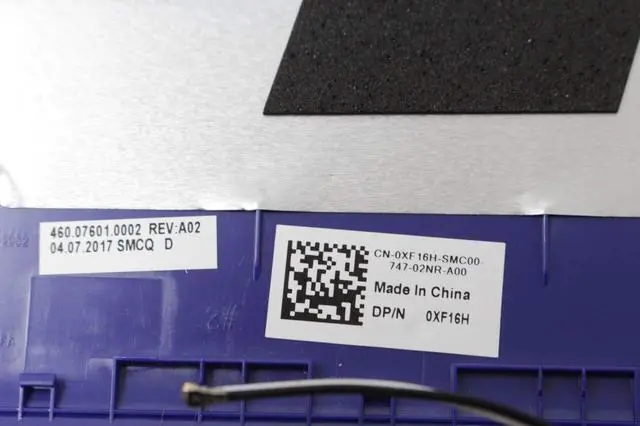 460.07601.0002 REV:A02
04.07.2017 SMCQ D
CN-0XF16H-SMC00-
747-02NR-A00
Made In China
DP/N 0XF16H